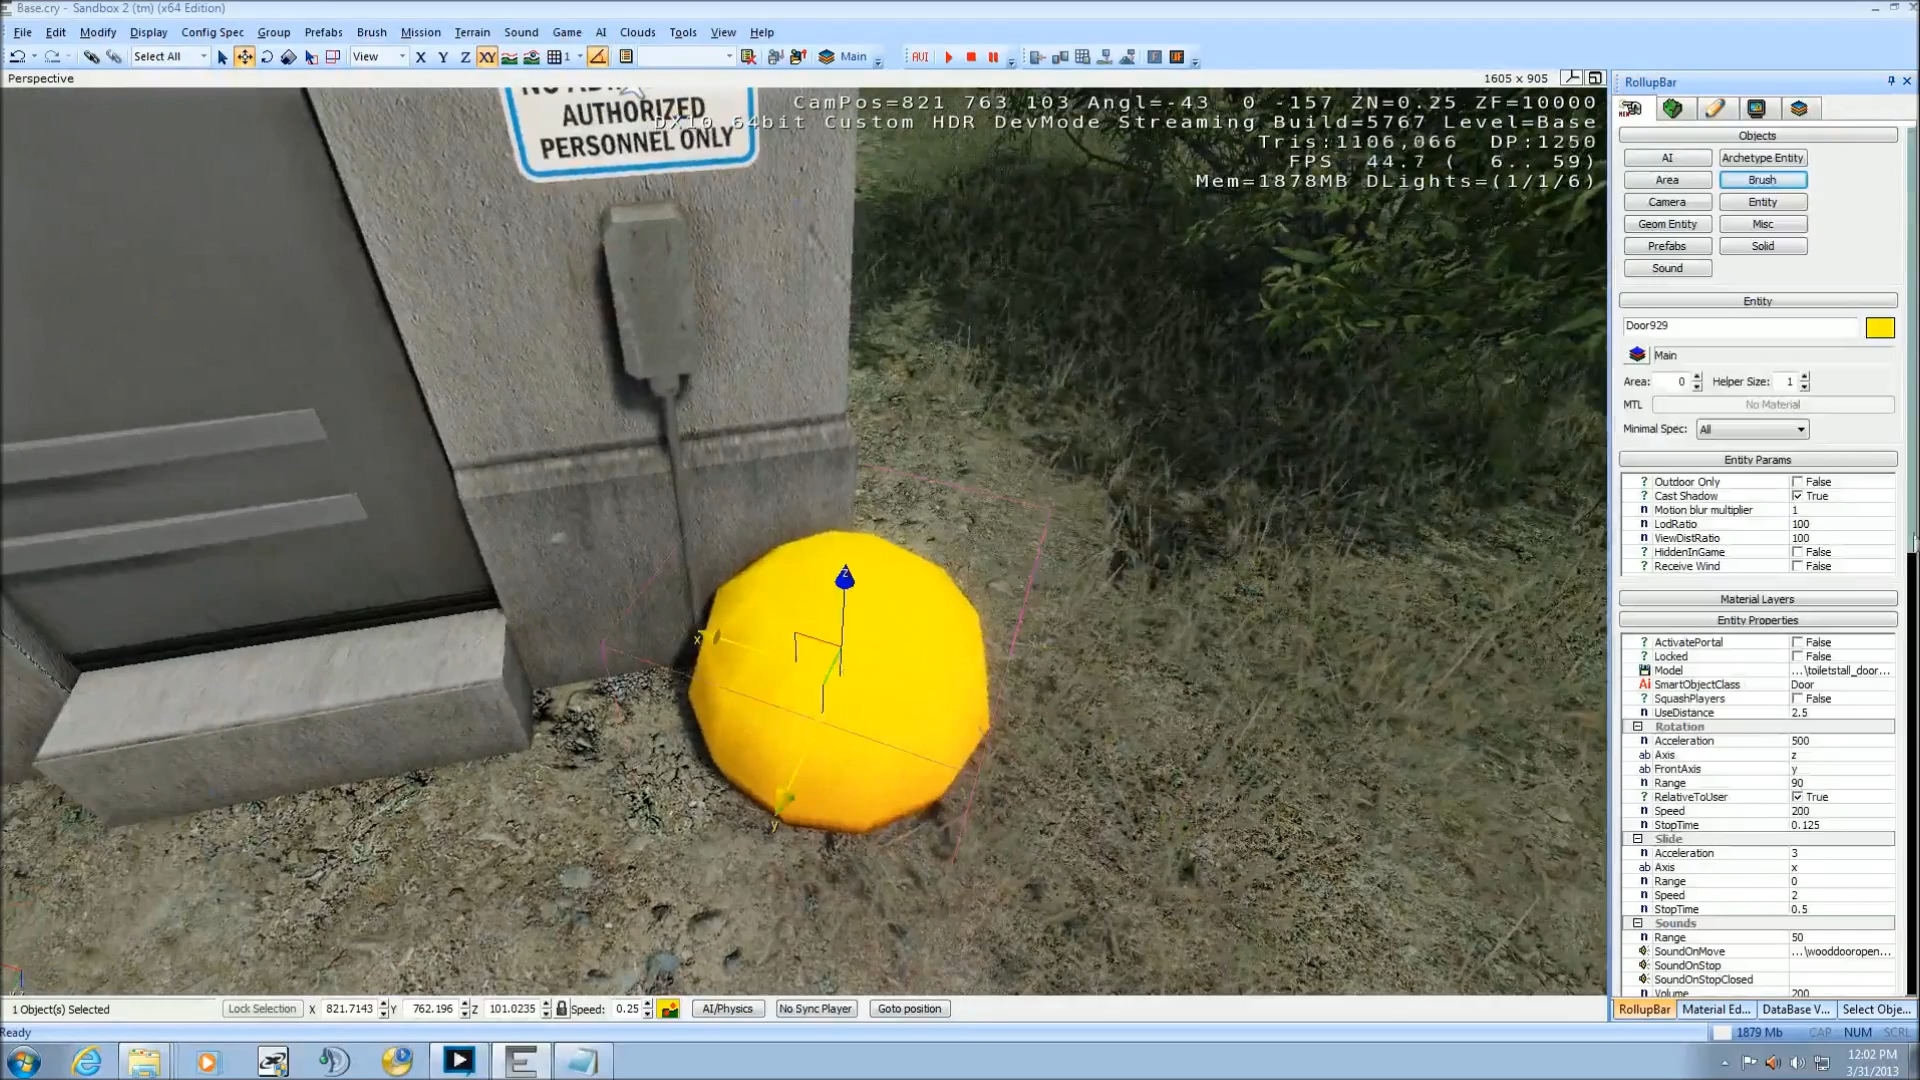 Base.cry - Sandbox 2 (tm) (x64 Edition)
File Edit Modify Display Config Spec Group Prefabs Brush Mission Terrain Sound Game AI Clouds Tools View Help
Select All View X Y Z XY 1 Main AVI
Perspective 1605 x 905
AUTHORIZED
PERSONNEL ONLY
CamPos=821 763 103 Angl=-43 0 -157 ZN=0.25 ZF=10000
DX10 64bit Custom HDR DevMode Streaming Build=5767 Level=Base
Tris:1106,066 DP:1250
FPS 44.7 ( 6.. 59)
Mem=1878MB DLights=(1/1/6)
z
x
y
RollupBar
Objects
AI Archetype Entity
Area Brush
Camera Entity
Geom Entity Misc
Prefabs Solid
Sound
Entity
Door929
Main
Area: 0 Helper Size: 1
MTL No Material
Minimal Spec: All
Entity Params
? Outdoor Only False
? Cast Shadow True
n Motion blur multiplier 1
n LodRatio 100
n ViewDistRatio 100
? HiddenInGame False
? Receive Wind False
Material Layers
Entity Properties
? ActivatePortal False
? Locked False
Model ...\toiletstall_door...
Ai SmartObjectClass Door
? SquashPlayers False
n UseDistance 2.5
Rotation
n Acceleration 500
ab Axis z
ab FrontAxis y
n Range 90
? RelativeToUser True
n Speed 200
n StopTime 0.125
Slide
n Acceleration 3
ab Axis x
n Range 0
n Speed 2
n StopTime 0.5
Sounds
n Range 50
SoundOnMove ...\wooddooropen...
SoundOnStop
SoundOnStopClosed
n Volume 200
1 Object(s) Selected Lock Selection X 821.7143 Y 762.196 Z 101.0235 Speed: 0.25 AI/Physics No Sync Player Goto position
RollupBar Material Ed... DataBase V... Select Obje...
Ready 1879 Mb CAP NUM SCRL
12:02 PM
3/31/2013